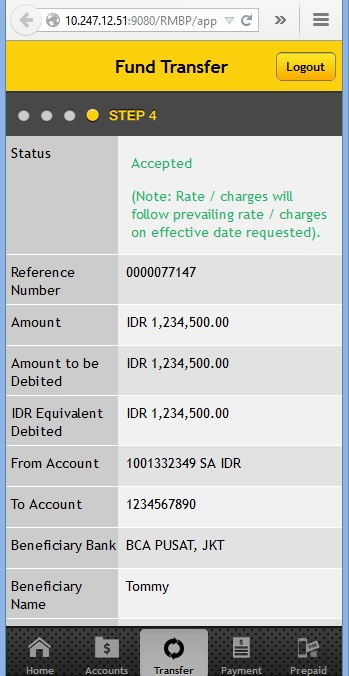 10.247.12.51:9080/RMBP/app
Fund Transfer
Logout
STEP 4
Status
Accepted
(Note: Rate / charges will
follow prevailing rate / charges
on effective date requested).
Reference
Number
0000077147
Amount
IDR 1,234,500.00
Amount to be
Debited
IDR 1,234,500.00
IDR Equivalent
Debited
IDR 1,234,500.00
From Account
1001332349 SA IDR
To Account
1234567890
Beneficiary Bank
BCA PUSAT, JKT
Beneficiary
Name
Tommy
Home
Accounts
Transfer
Payment
Prepaid